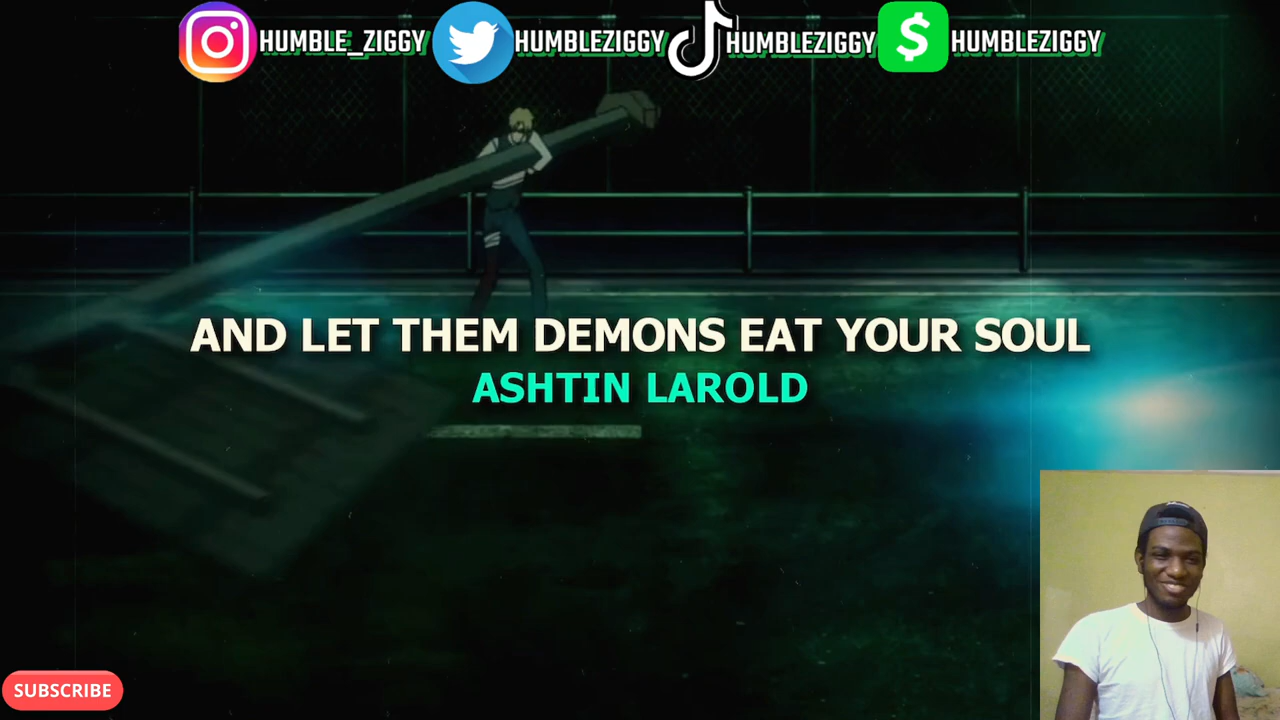 HUMBLE_ZIGGY HUMBLEZIGGY HUMBLEZIGGY HUMBLEZIGGY
AND LET THEM DEMONS EAT YOUR SOUL
ASHTIN LAROLD
SUBSCRIBE